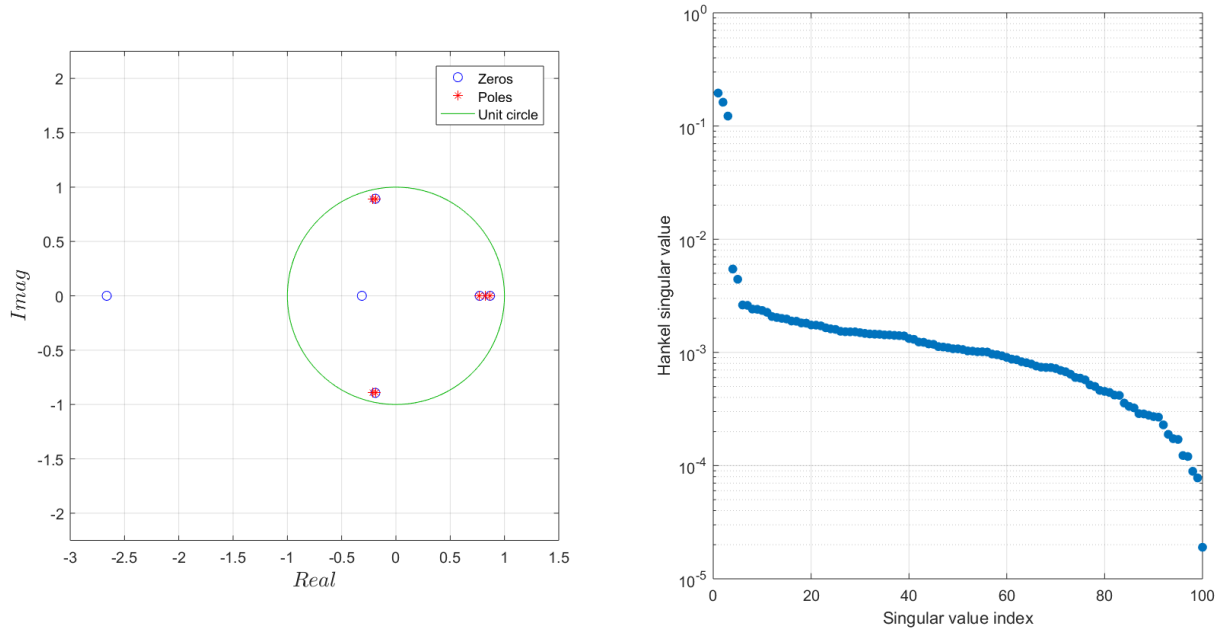 Zeros
Poles
Unit circle
2
1.5
1
0.5
0
-0.5
-1
-1.5
-2
Imag
-3 -2.5 -2 -1.5 -1 -0.5 0 0.5 1 1.5
Real
10^0
10^-1
10^-2
10^-3
10^-4
10^-5
Hankel singular value
0 20 40 60 80 100
Singular value index